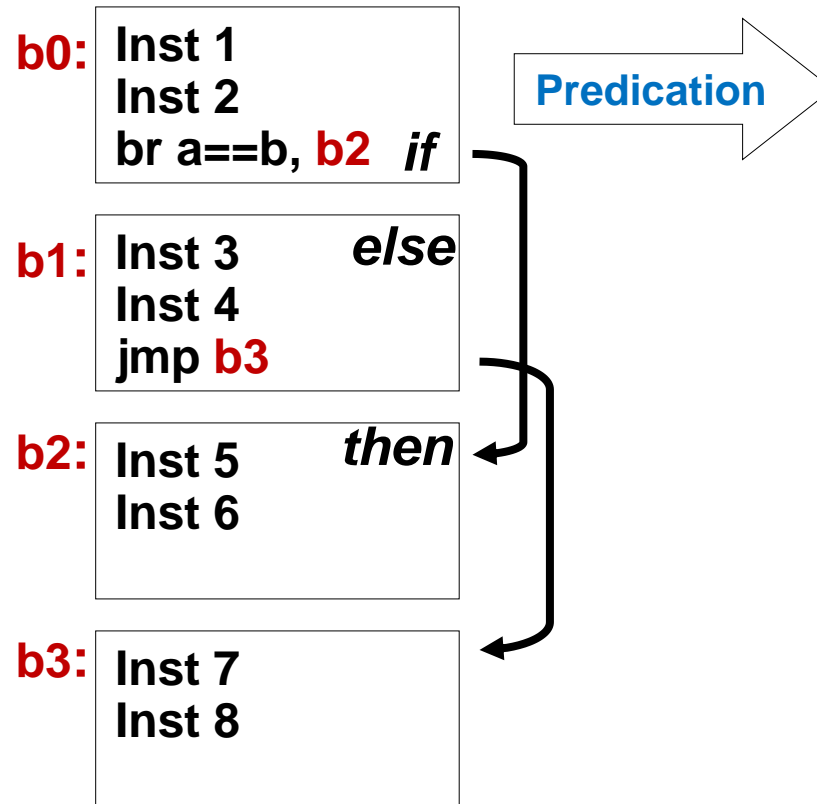 b0:
Inst 1
Inst 2
br a==b, b2 if
Predication
b1:
Inst 3 else
Inst 4
jmp b3
b2:
Inst 5 then
Inst 6
b3:
Inst 7
Inst 8